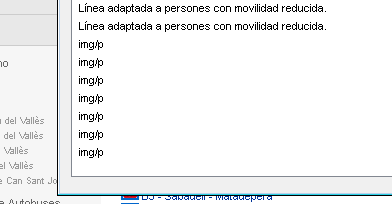 Línea adaptada a persones con movilidad reducida.
Línea adaptada a persones con movilidad reducida.
img/p
img/p
img/p
img/p
img/p
img/p
img/p
del Vallès
del Vallès
Vallès
el Vallès
e Can Sant Jo
e Autobuses
B5 - Sabadell - Matadepera